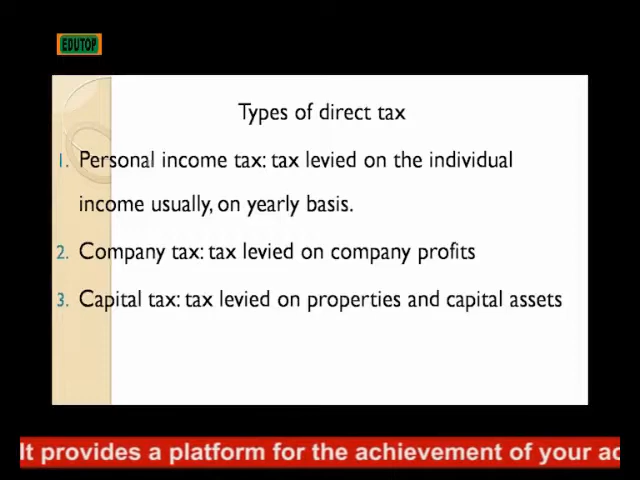 EDUTOP
Types of direct tax
1. Personal income tax: tax levied on the individual
income usually, on yearly basis.
2. Company tax: tax levied on company profits
3. Capital tax: tax levied on properties and capital assets
It provides a platform for the achievement of your